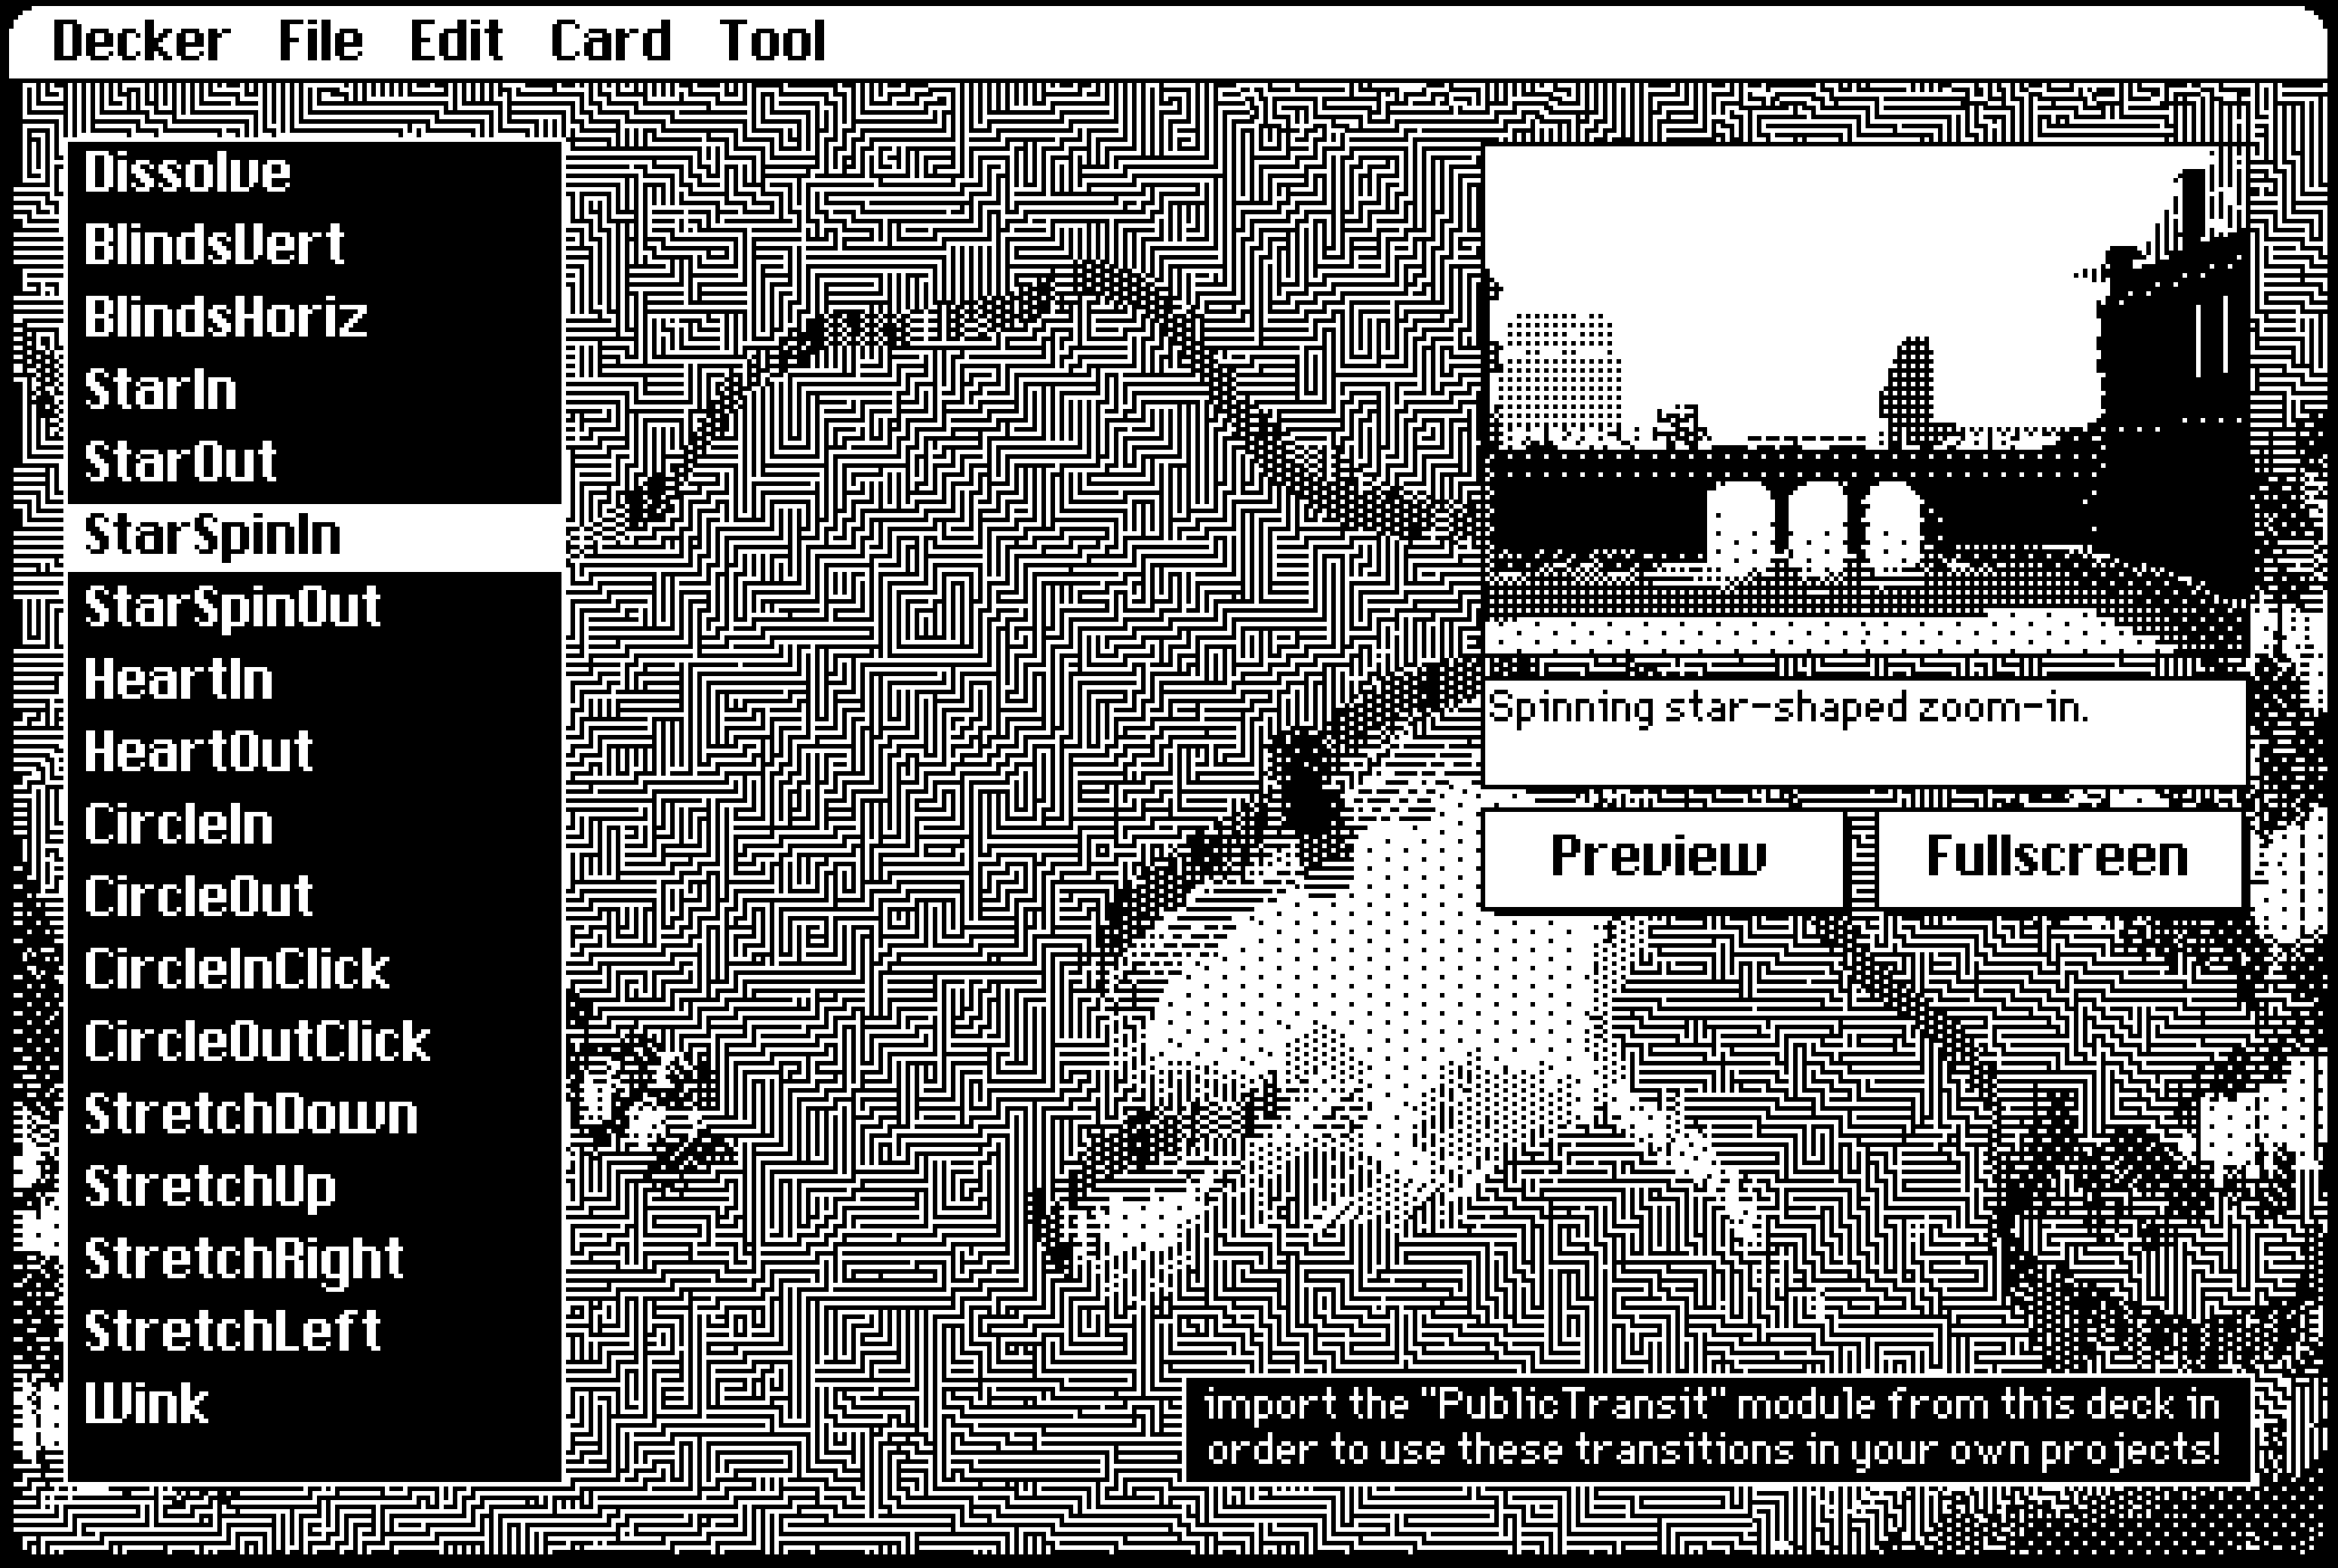 Decker File Edit Card Tool
Dissolve
BlindsVert
BlindsHoriz
StarIn
StarOut
StarSpinIn
StarSpinOut
HeartIn
HeartOut
CircleIn
CircleOut
CircleInClick
CircleOutClick
StretchDown
StretchUp
StretchRight
StretchLeft
Wink
Spinning star-shaped zoom-in.
Preview Fullscreen
import the "PublicTransit" module from this deck in
order to use these transitions in your own projects!